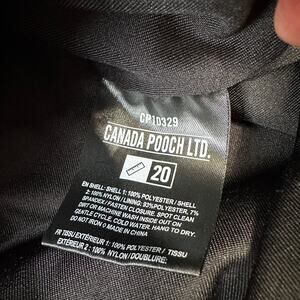 CP10329
CANADA POOCH LTD.
20
EN SHELL: SHELL 1: 100% POLYESTER / SHELL
2: 100% NYLON / LINING: 93% POLYESTER, 7%
SPANDEX / FASTEN CLOSURE. SPOT CLEAN
DIRT OR MACHINE WASH INSIDE OUT ON
GENTLE CYCLE. COLD WATER. HANG TO DRY.
DO NOT IRON 0 MADE IN CHINA
FR TISSU EXTÉRIEUR 1: 100% POLYESTER / TISSU
EXTÉRIEUR 2 : 100% NYLON/DOUBLURE: